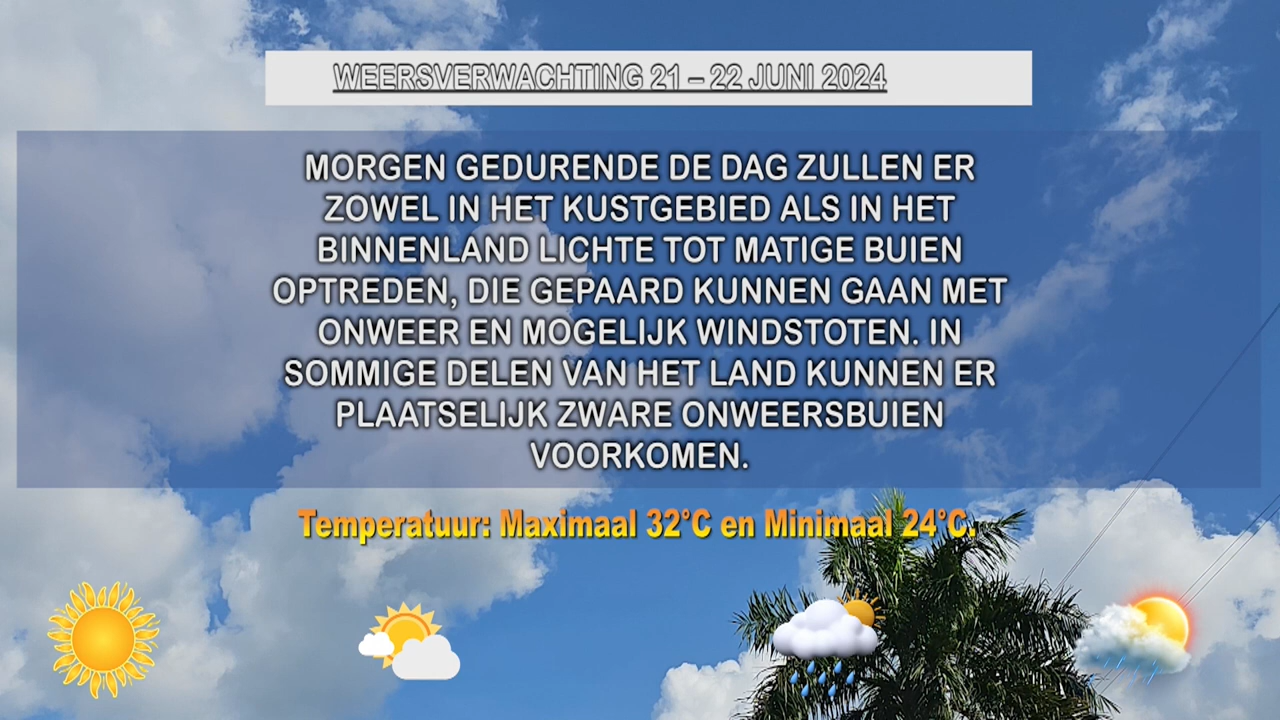 WEERSVERWACHTING 21 – 22 JUNI 2024
MORGEN GEDURENDE DE DAG ZULLEN ER
ZOWEL IN HET KUSTGEBIED ALS IN HET
BINNENLAND LICHTE TOT MATIGE BUIEN
OPTREDEN, DIE GEPAARD KUNNEN GAAN MET
ONWEER EN MOGELIJK WINDSTOTEN. IN
SOMMIGE DELEN VAN HET LAND KUNNEN ER
PLAATSELIJK ZWARE ONWEERSBUIEN
VOORKOMEN.
Temperatuur: Maximaal 32°C en Minimaal 24°C.